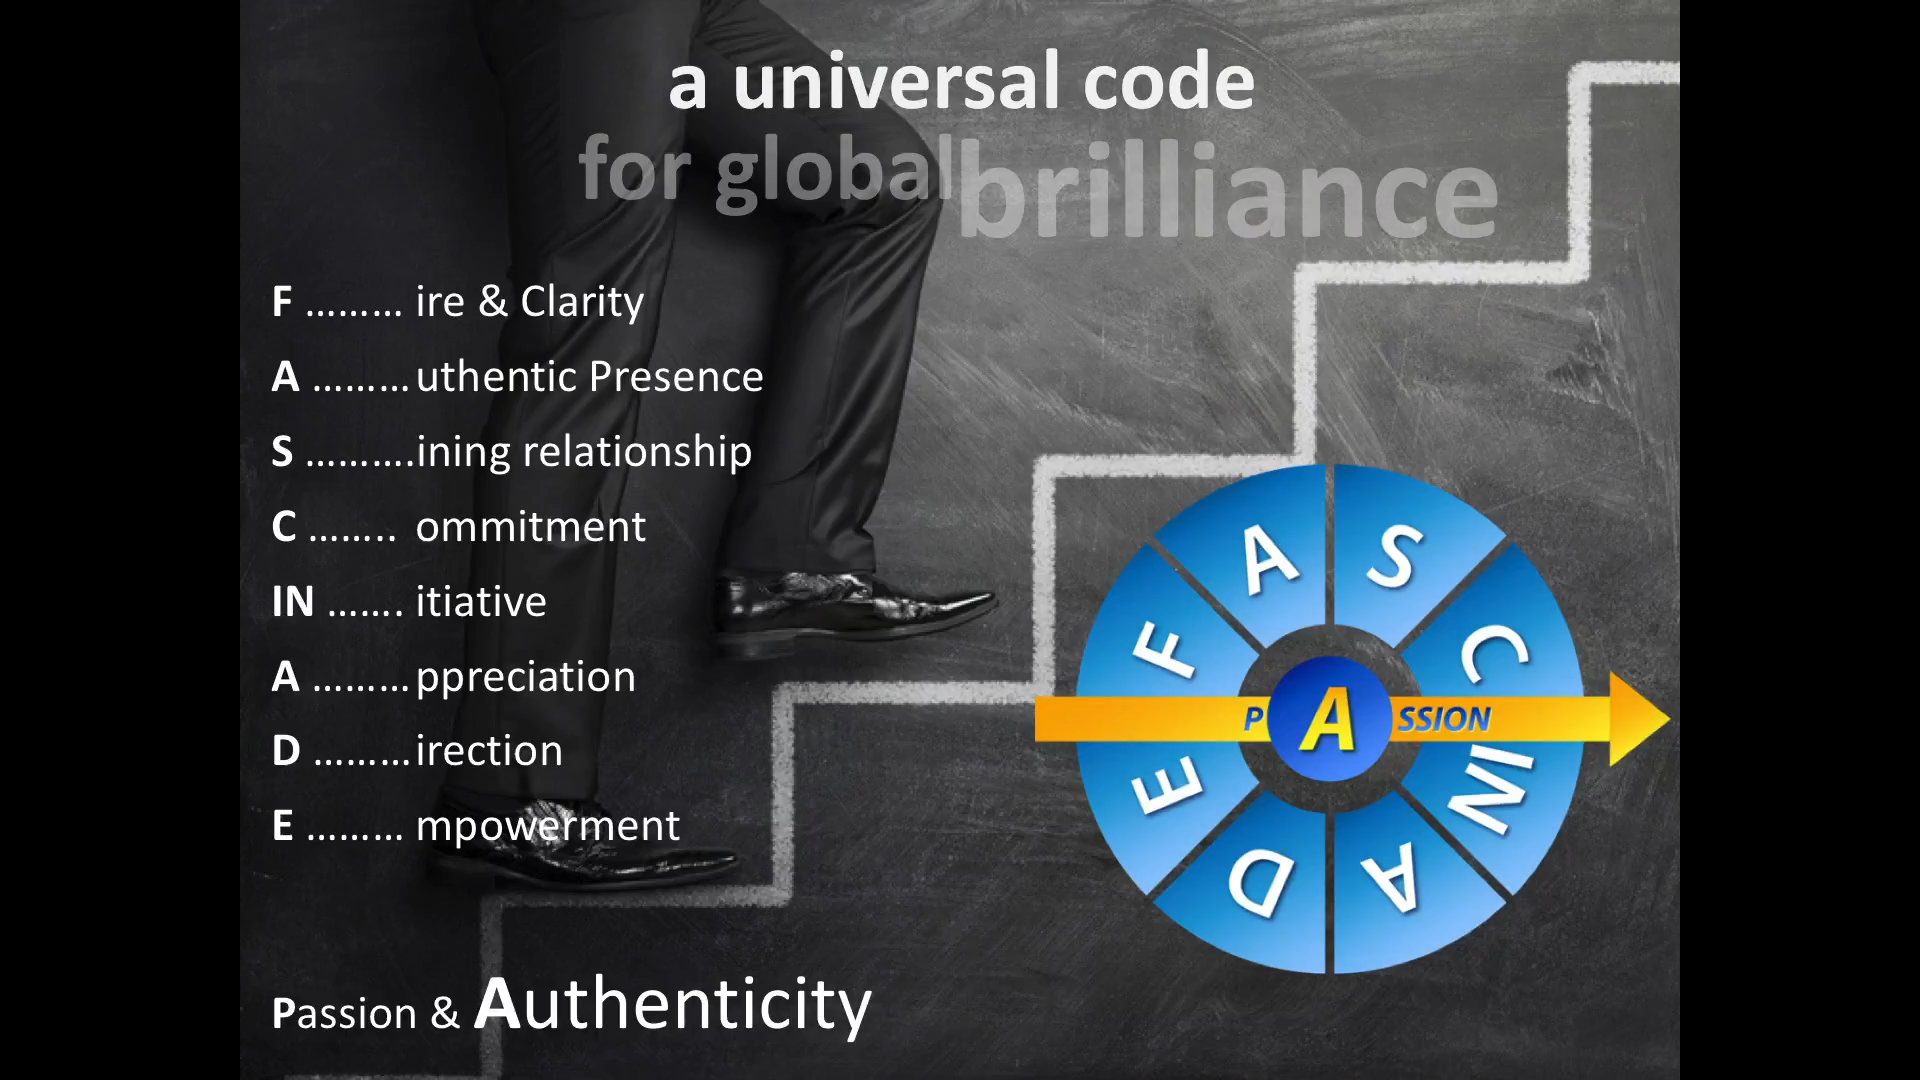 a universal code
for global brilliance
F ……… ire & Clarity
A ……… uthentic Presence
S ………. ining relationship
C …….. ommitment
IN ……. itiative
A ……… ppreciation
D ……… irection
E ……… mpowerment
Passion & Authenticity
F A S C IN A D E
P A SSION